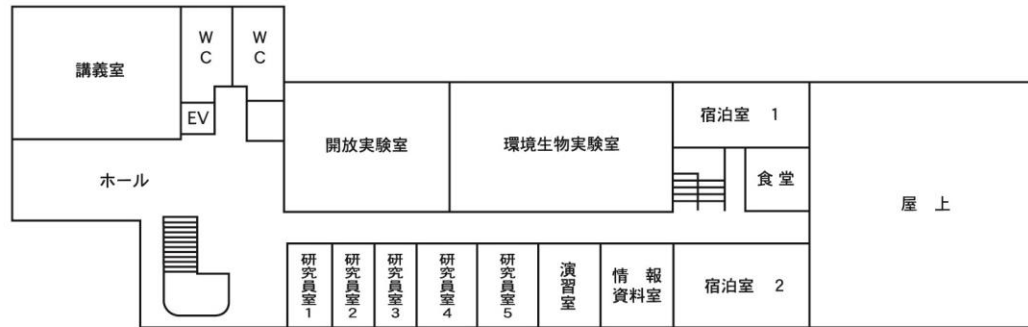 講義室
WC
WC
EV
ホール
開放実験室
環境生物実験室
宿泊室 1
食堂
屋 上
研究員室1
研究員室2
研究員室3
研究員室4
研究員室5
演習室
情 報
資料室
宿泊室 2